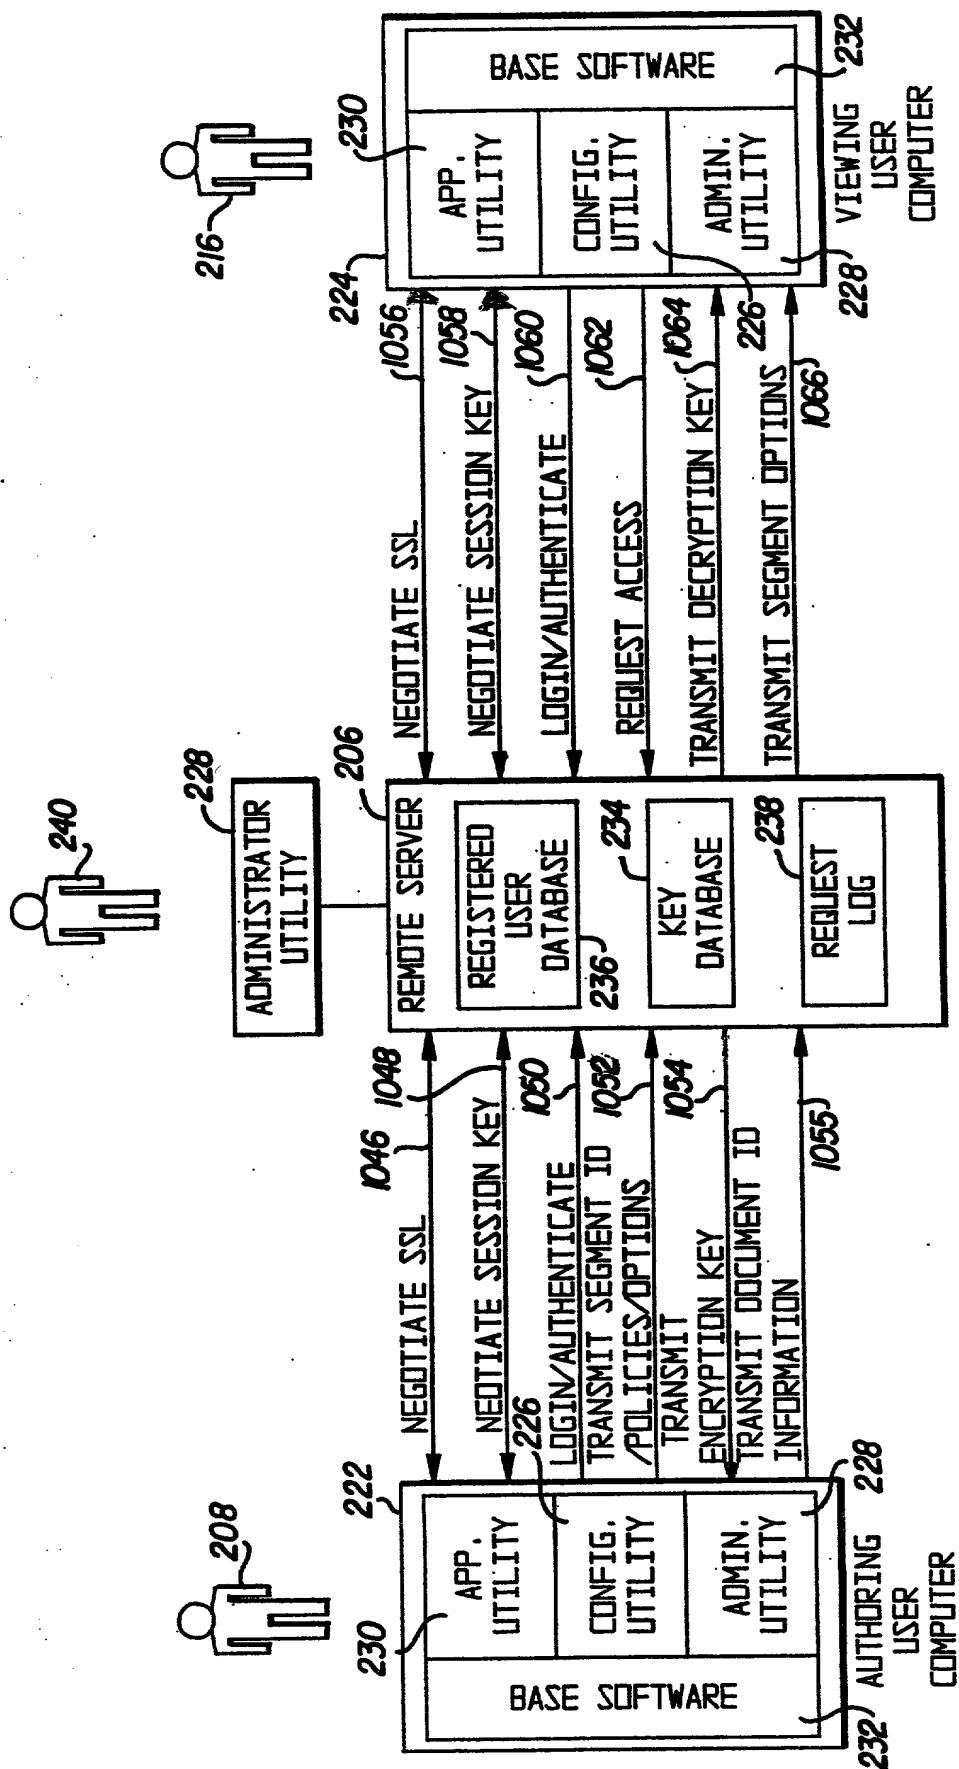 240
228
ADMINISTRATOR
UTILITY
208
216
222
206
224
230
APP.
UTILITY
CONFIG.
UTILITY
ADMIN.
UTILITY
BASE SOFTWARE
226
228
232
AUTHORING
USER
COMPUTER
NEGOTIATE SSL
1046
NEOTIATE SESSION KEY
1048
LOGIN/AUTHENTICATE
1050
TRANSMIT SEGMENT ID
/POLICIES/OPTIONS
1052
TRANSMIT
ENCRYPTION KEY
1054
TRANSMIT DOCUMENT ID
INFORMATION
1055
REMOTE SERVER
REGISTERED
USER
DATABASE
236
KEY
DATABASE
234
REQUEST
LOG
238
NEGOTIATE SSL
1056
NEGOTIATE SESSION KEY
1058
LOGIN/AUTHENTICATE
1060
REQUEST ACCESS
1062
TRANSMIT DECRYPTION KEY
1064
TRANSMIT SEGMENT OPTIONS
1066
APP.
UTILITY
230
CONFIG.
UTILITY
226
ADMIN.
UTILITY
228
BASE SOFTWARE
232
VIEWING
USER
COMPUTER